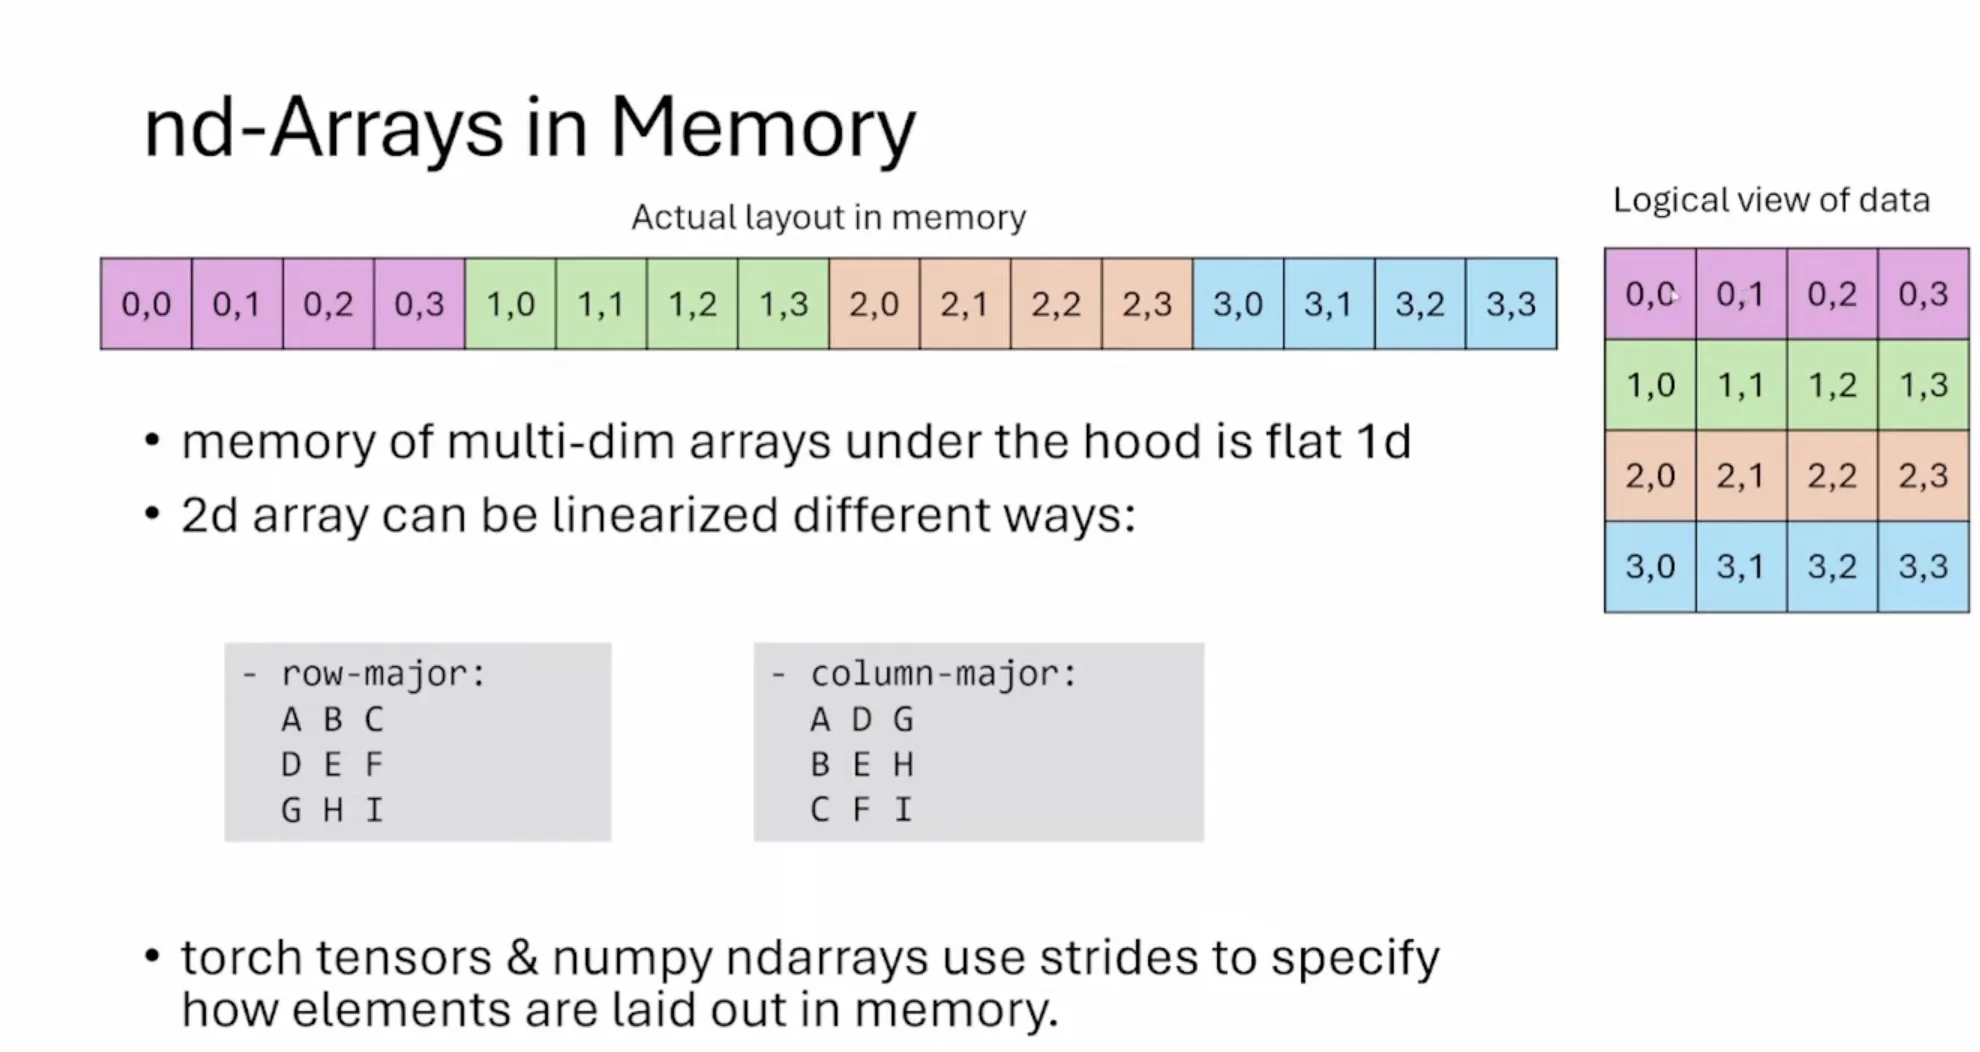 nd-Arrays in Memory
Actual layout in memory
Logical view of data
0,0 0,1 0,2 0,3 1,0 1,1 1,2 1,3 2,0 2,1 2,2 2,3 3,0 3,1 3,2 3,3
0,0 0,1 0,2 0,3
1,0 1,1 1,2 1,3
2,0 2,1 2,2 2,3
3,0 3,1 3,2 3,3
• memory of multi-dim arrays under the hood is flat 1d
• 2d array can be linearized different ways:
- row-major:
A B C
D E F
G H I
- column-major:
A D G
B E H
C F I
• torch tensors & numpy ndarrays use strides to specify
how elements are laid out in memory.